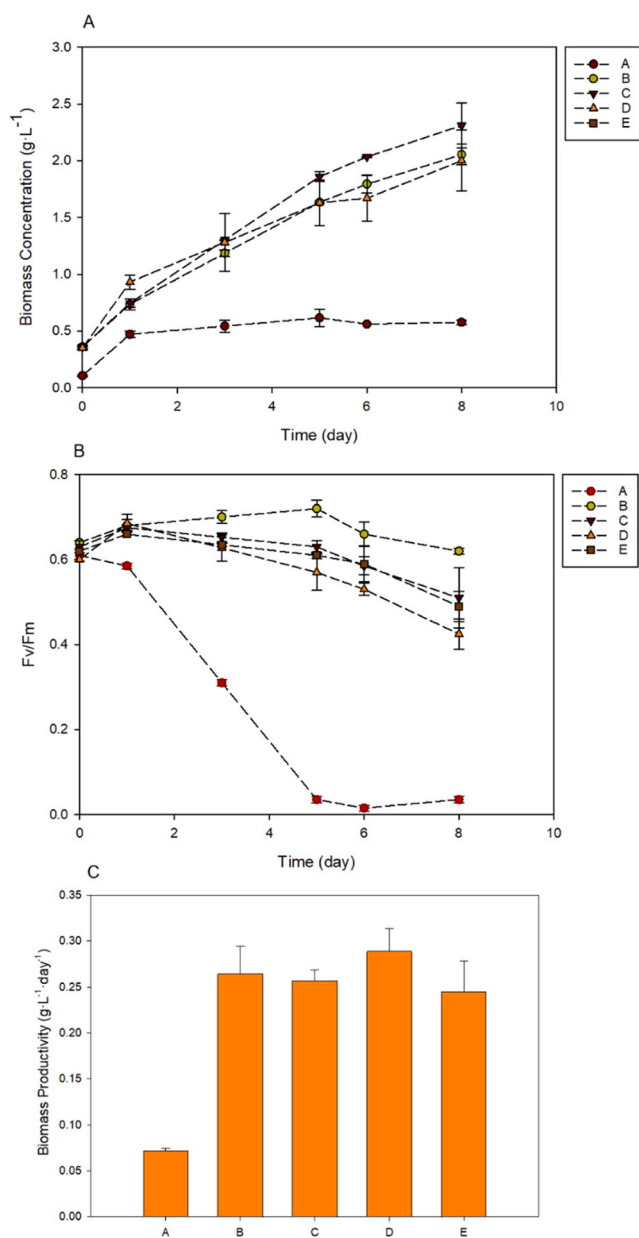 A
Biomass Concentration (g·L⁻¹)
3.0
2.5
2.0
1.5
1.0
0.5
0.0
0 2 4 6 8 10
Time (day)
A
B
C
D
E
B
Fv/Fm
0.8
0.6
0.4
0.2
0.0
0 2 4 6 8 10
Time (day)
A
B
C
D
E
C
Biomass Productivity (g·L⁻¹·day⁻¹)
0.35
0.30
0.25
0.20
0.15
0.10
0.05
0.00
A B C D E